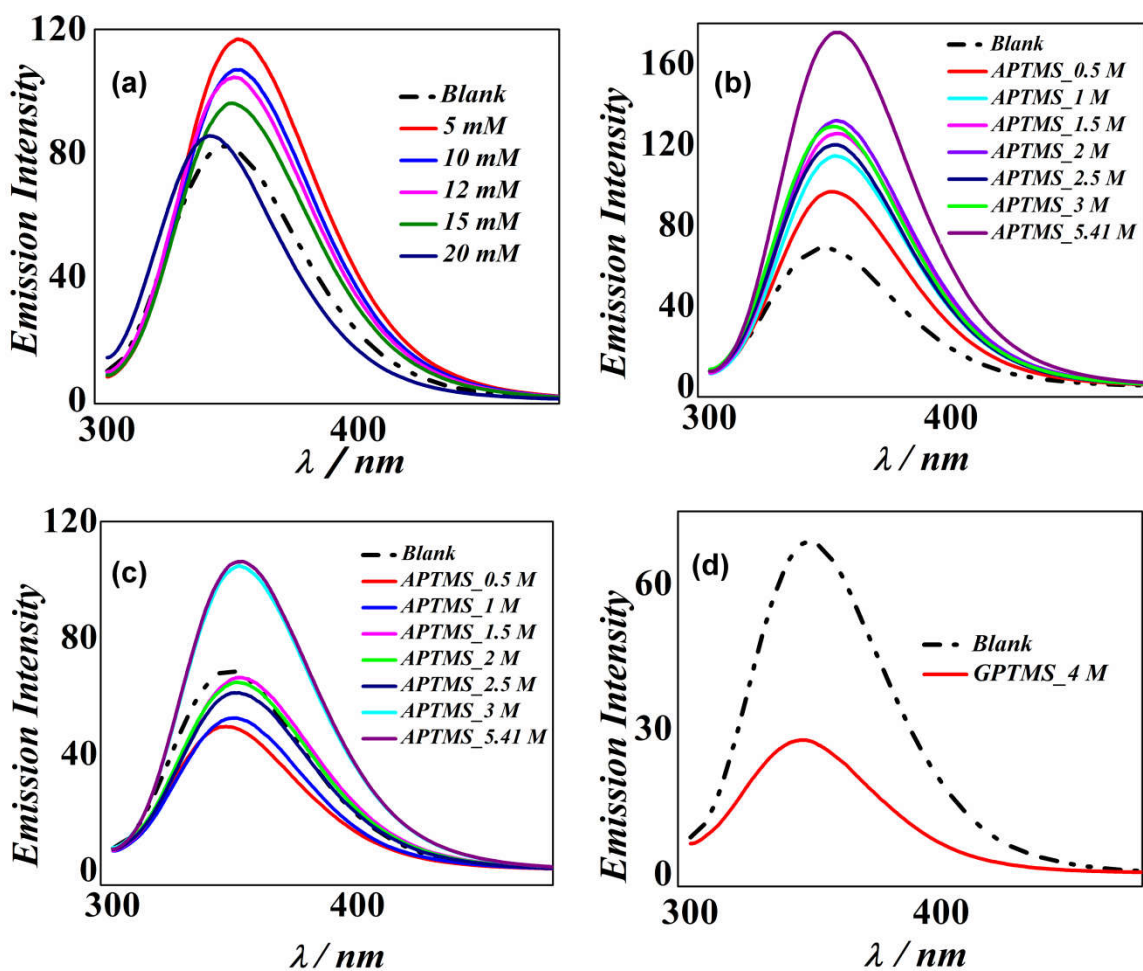 120
80
40
0
Emission Intensity
(a)
Blank
5 mM
10 mM
12 mM
15 mM
20 mM
300
400
λ / nm
160
120
80
40
0
Emission Intensity
(b)
Blank
APTMS_0.5 M
APTMS_1 M
APTMS_1.5 M
APTMS_2 M
APTMS_2.5 M
APTMS_3 M
APTMS_5.41 M
300
400
λ / nm
120
80
40
0
Emission Intensity
(c)
Blank
APTMS_0.5 M
APTMS_1 M
APTMS_1.5 M
APTMS_2 M
APTMS_2.5 M
APTMS_3 M
APTMS_5.41 M
300
400
λ / nm
60
30
0
Emission Intensity
(d)
Blank
GPTMS_4 M
300
400
λ / nm